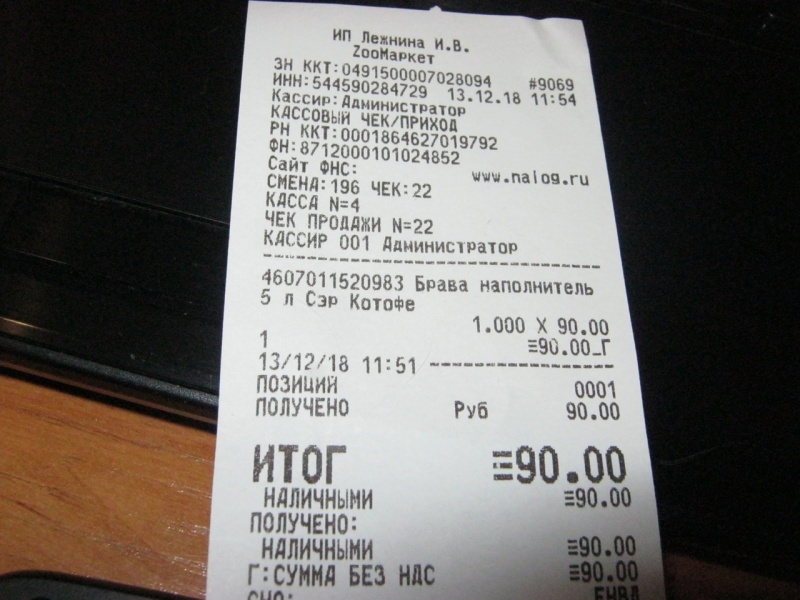 ИП Лежнина И.В.
ZooМаркет
ЗН ККТ:0491500007028094 #9069
ИНН:544590284729 13.12.18 11:54
Кассир:Администратор
КАССОВЫЙ ЧЕК/ПРИХОД
РН ККТ:0001864627019792
ФН:8712000101024852
Сайт ФНС: www.nalog.ru
СМЕНА:196 ЧЕК:22
КАССА N=4
ЧЕК ПРОДАЖИ N=22
КАССИР 001 Администратор
4607011520983 Брава наполнитель
5 л Сэр Котофе
1.000 X 90.00
1 ≡90.00_Г
13/12/18 11:51
ПОЗИЦИЙ 0001
ПОЛУЧЕНО Руб 90.00
ИТОГ ≡90.00
НАЛИЧНЫМИ ≡90.00
ПОЛУЧЕНО:
НАЛИЧНЫМИ ≡90.00
Г:СУММА БЕЗ НДС ≡90.00
СНО: ЕНВД